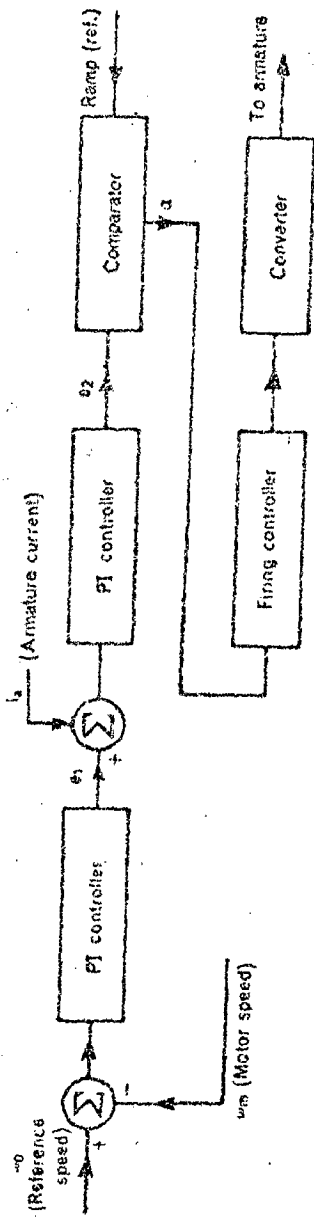 ω0
(Reference
speed)
+
Σ
−
ωm (Motor speed)
PI controller
e1
+
Σ
ia
(Armature current)
PI controller
e2
Comparator
Ramp (ref.)
α
Firing controller
Converter
To armature